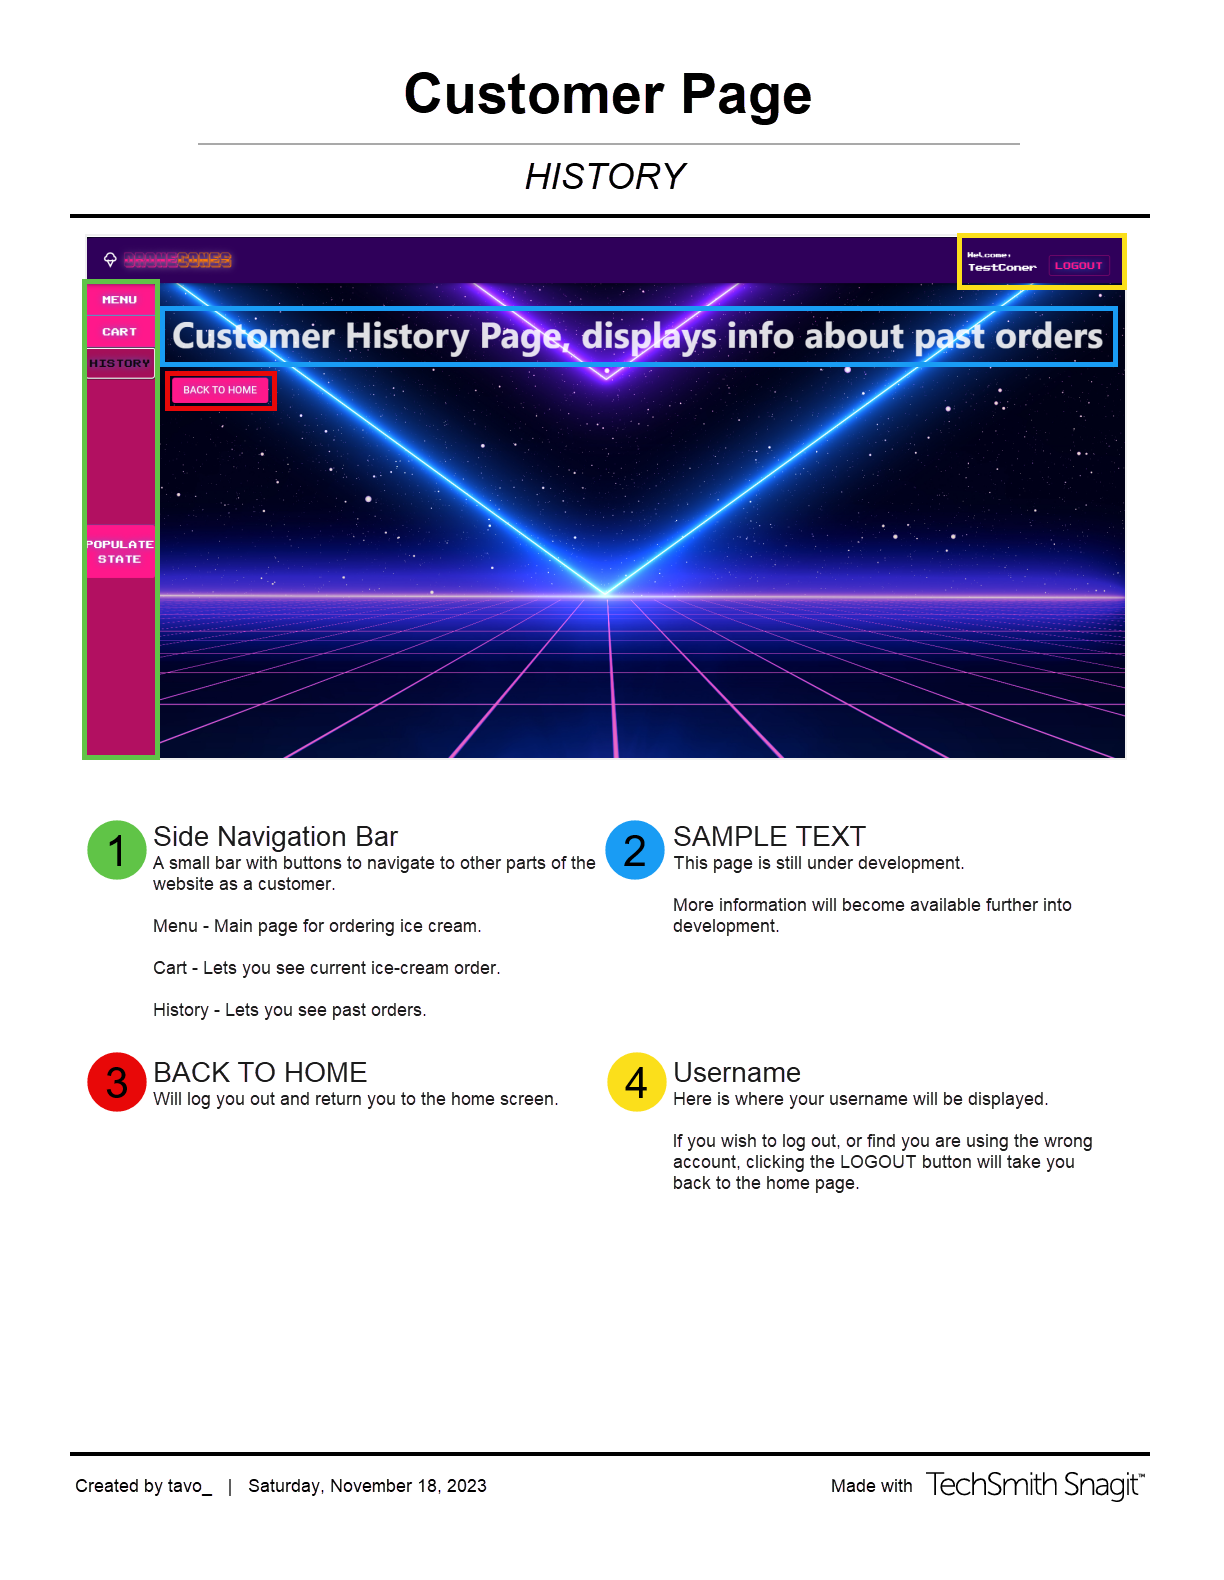 Customer Page
HISTORY
DRONECONES
Welcome:
TestConer
LOGOUT
MENU
CART
HISTORY
POPULATE
STATE
Customer History Page, displays info about past orders
BACK TO HOME
1
Side Navigation Bar
A small bar with buttons to navigate to other parts of the
website as a customer.
Menu - Main page for ordering ice cream.
Cart - Lets you see current ice-cream order.
History - Lets you see past orders.
2
SAMPLE TEXT
This page is still under development.
More information will become available further into
development.
3
BACK TO HOME
Will log you out and return you to the home screen.
4
Username
Here is where your username will be displayed.
If you wish to log out, or find you are using the wrong
account, clicking the LOGOUT button will take you
back to the home page.
Created by tavo_ | Saturday, November 18, 2023
Made with TechSmith Snagit™